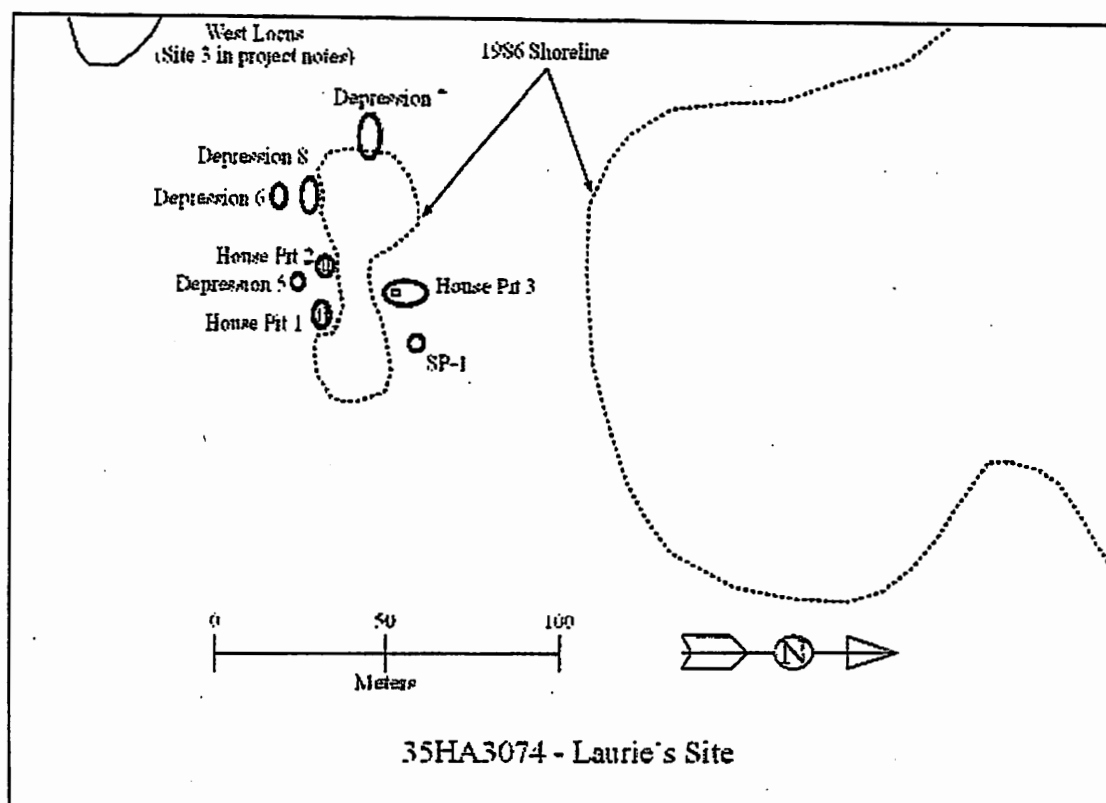 West Locus
(Site 3 in project notes)
1986 Shoreline
Depression
Depression 8
Depression 6
House Pit 2
Depression 5
House Pit 3
House Pit 1
SP-1
0 50 100
Meters
N
35HA3074 - Laurie's Site